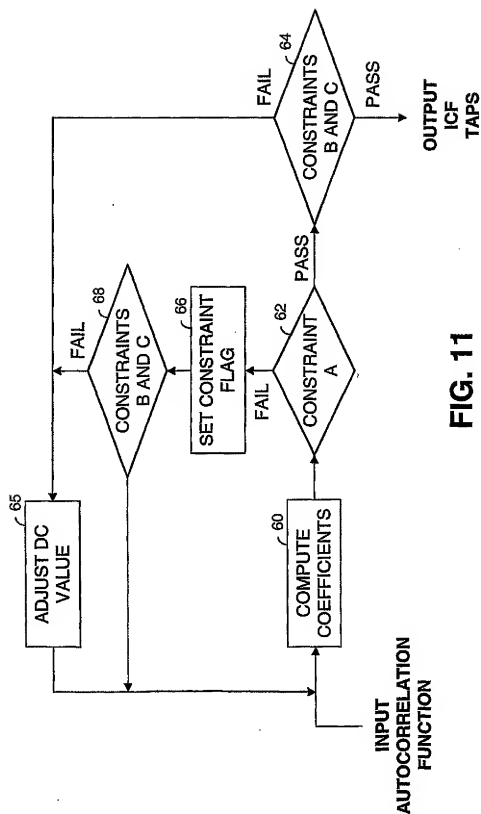 INPUT
AUTOCORRELATION
FUNCTION
60
COMPUTE
COEFFICIENTS
62
CONSTRAINT
A
PASS
FAIL
66
SET CONSTRAINT
FLAG
68
CONSTRAINTS
B AND C
FAIL
65
ADJUST DC
VALUE
64
CONSTRAINTS
B AND C
FAIL
PASS
OUTPUT
ICF
TAPS
FIG. 11